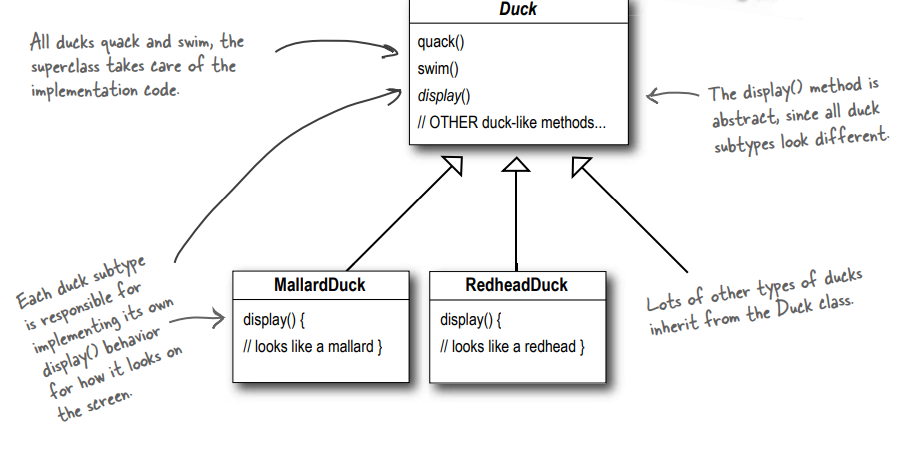 Duck
quack()
swim()
display()
// OTHER duck-like methods...
All ducks quack and swim, the
superclass takes care of the
implementation code.
The display() method is
abstract, since all duck
subtypes look different.
Each duck subtype
is responsible for
implementing its own
display() behavior
for how it looks on
the screen.
MallardDuck
display() {
// looks like a mallard }
RedheadDuck
display() {
// looks like a redhead }
Lots of other types of ducks
inherit from the Duck class.